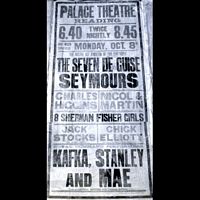 PALACE THEATRE
READING
6.40 TWICE NIGHTLY 8.45
MONDAY, OCT. 8th
THE SEVEN DE GUISE
SEYMOURS
CHARLES HIGGINS NICOL & MARTIN
8 SHERMAN FISHER GIRLS
JACK STOCKS CHICK ELLIOTT
KAFKA, STANLEY
AND MAE